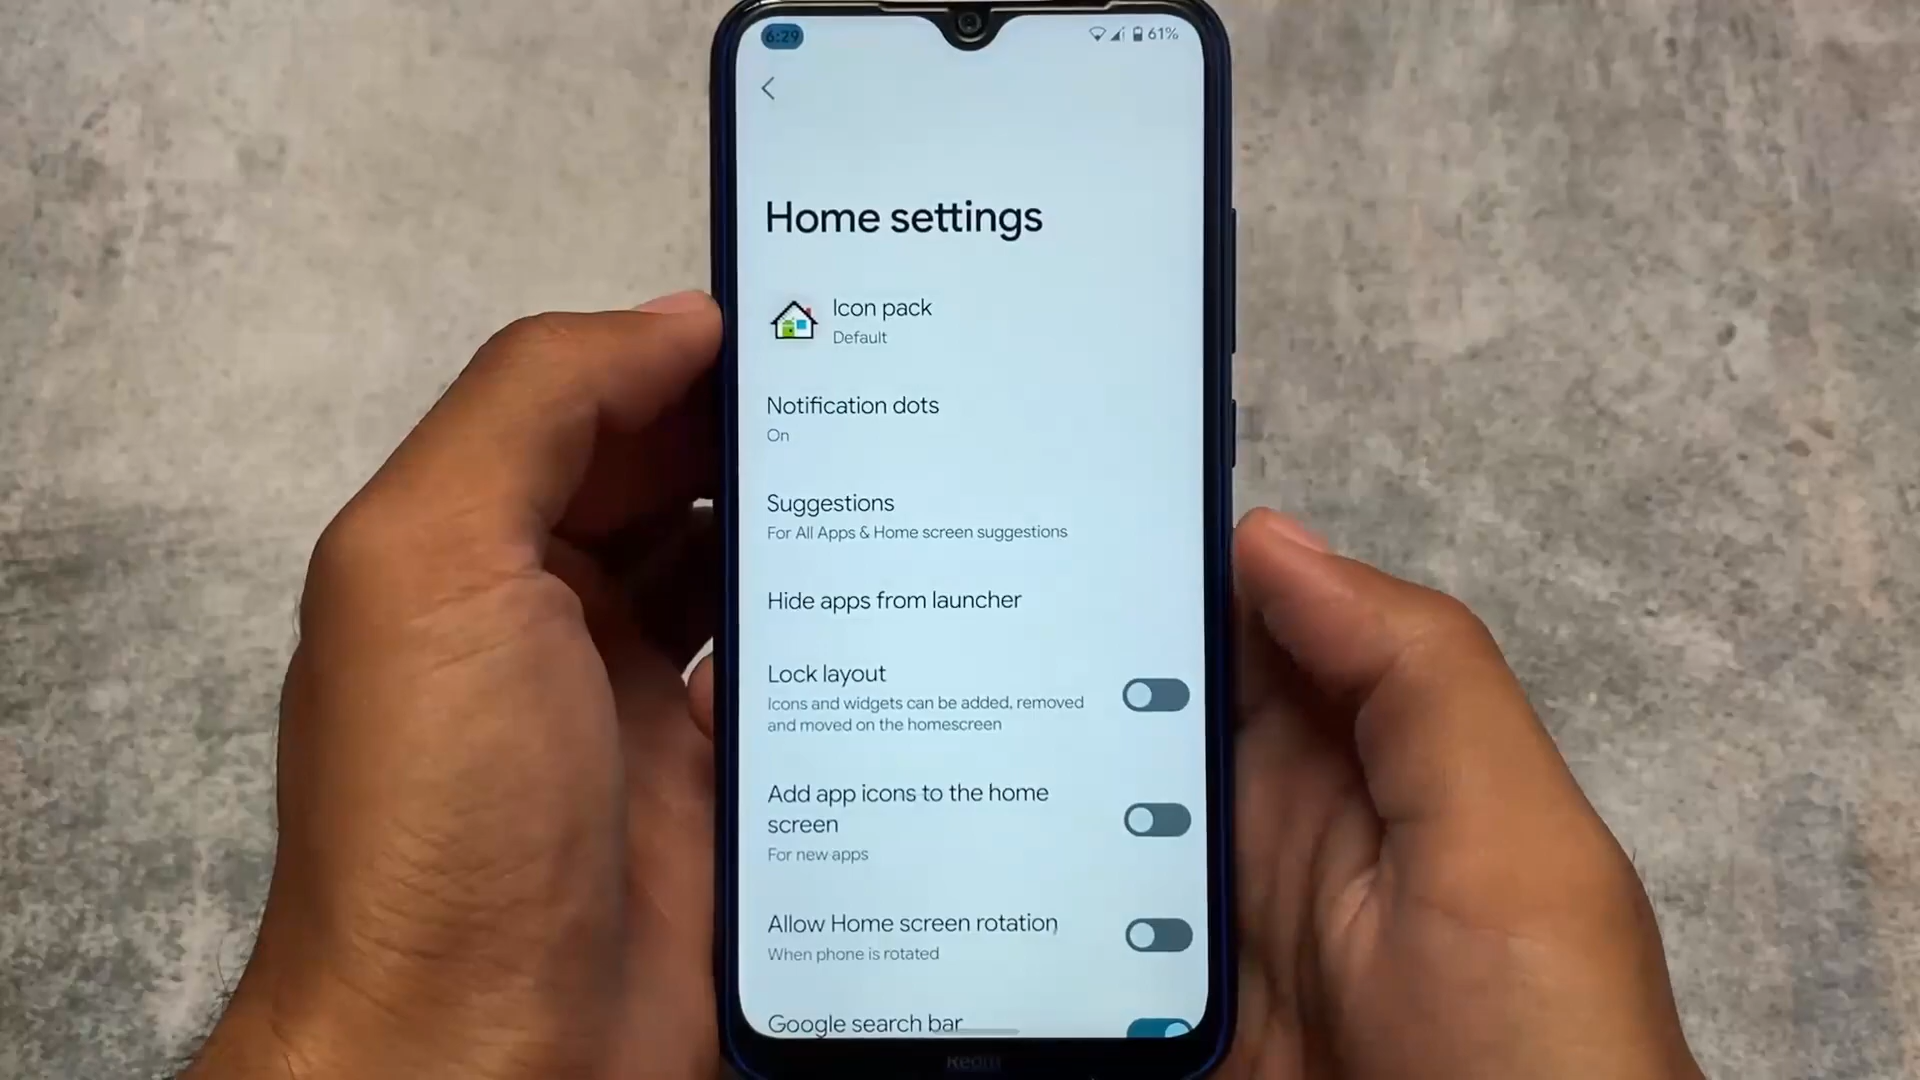 6:29
61%
Home settings
Icon pack
Default
Notification dots
On
Suggestions
For All Apps & Home screen suggestions
Hide apps from launcher
Lock layout
Icons and widgets can be added, removed
and moved on the homescreen
Add app icons to the home
screen
For new apps
Allow Home screen rotation
When phone is rotated
Google search bar
Redmi